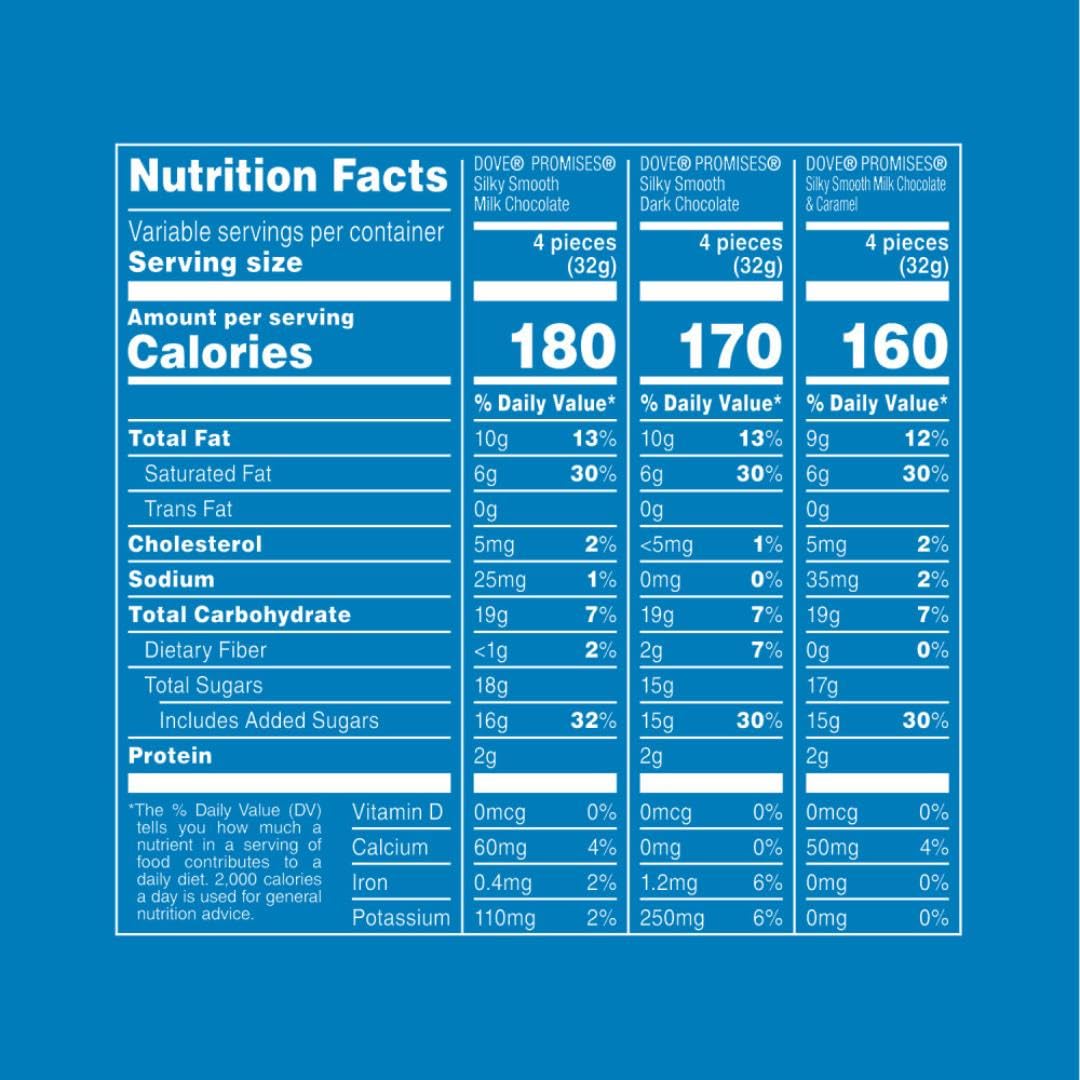 Nutrition Facts
DOVE® PROMISES®
Silky Smooth
Milk Chocolate
DOVE® PROMISES®
Silky Smooth
Dark Chocolate
DOVE® PROMISES®
Silky Smooth Milk Chocolate
& Caramel
Variable servings per container
Serving size
4 pieces
(32g)
4 pieces
(32g)
4 pieces
(32g)
Amount per serving
Calories 180 170 160
% Daily Value* % Daily Value* % Daily Value*
Total Fat 10g 13% 10g 13% 9g 12%
Saturated Fat 6g 30% 6g 30% 6g 30%
Trans Fat 0g 0g 0g
Cholesterol 5mg 2% <5mg 1% 5mg 2%
Sodium 25mg 1% 0mg 0% 35mg 2%
Total Carbohydrate 19g 7% 19g 7% 19g 7%
Dietary Fiber <1g 2% 2g 7% 0g 0%
Total Sugars 18g 15g 17g
Includes Added Sugars 16g 32% 15g 30% 15g 30%
Protein 2g 2g 2g
*The % Daily Value (DV)
tells you how much a
nutrient in a serving of
food contributes to a
daily diet. 2,000 calories
a day is used for general
nutrition advice.
Vitamin D 0mcg 0% 0mcg 0% 0mcg 0%
Calcium 60mg 4% 0mg 0% 50mg 4%
Iron 0.4mg 2% 1.2mg 6% 0mg 0%
Potassium 110mg 2% 250mg 6% 0mg 0%